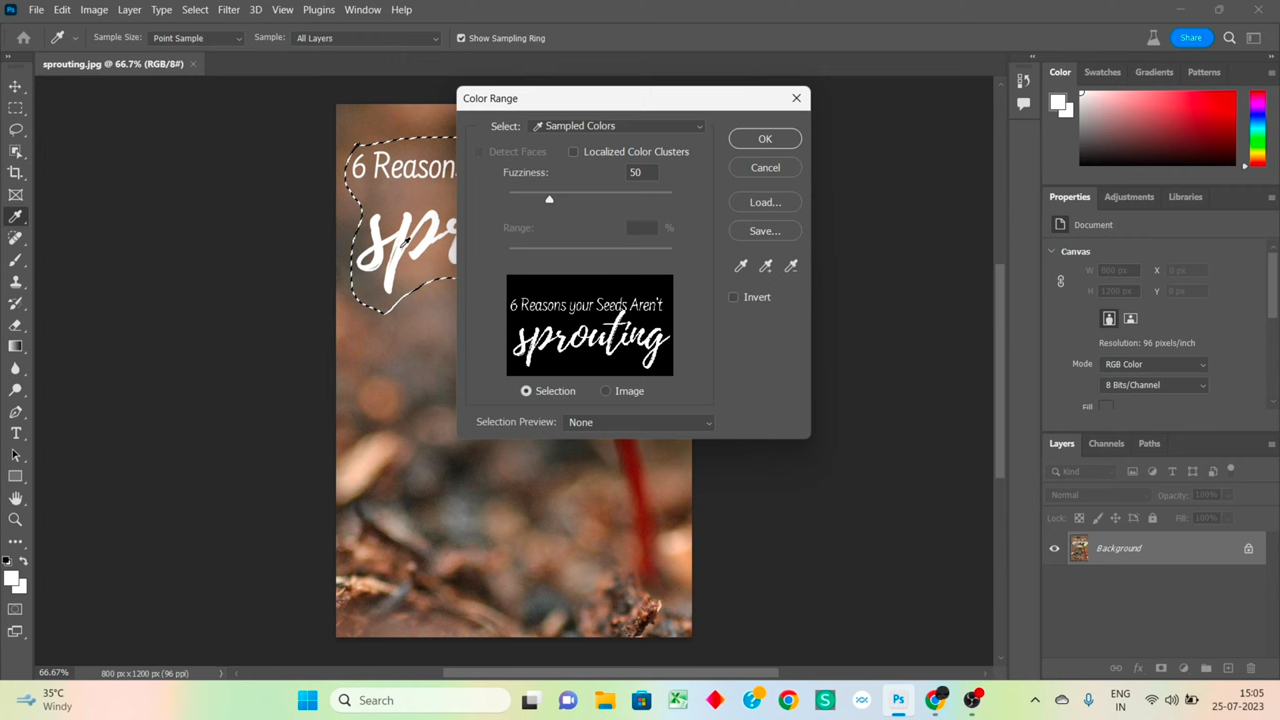 Ps File Edit Image Layer Type Select Filter 3D View Plugins Window Help
Sample Size: Point Sample Sample: All Layers Show Sampling Ring Share
sprouting.jpg @ 66.7% (RGB/8#)
6 Reasons
spr
Color Range
Select: Sampled Colors
Detect Faces Localized Color Clusters
Fuzziness: 50
Range: %
6 Reasons your Seeds Aren't
sprouting
Selection Image
Selection Preview: None
OK
Cancel
Load...
Save...
Invert
Color Swatches Gradients Patterns
Properties Adjustments Libraries
Document
Canvas
W 800 px X 0 px
H 1200 px Y 0 px
Resolution: 96 pixels/inch
Mode RGB Color
8 Bits/Channel
Fill
Layers Channels Paths
Kind
Normal Opacity: 100%
Lock: Fill: 100%
Background
66.67% 800 px x 1200 px (96 ppi)
35°C
Windy
Search
Ps
ENG
IN
15:05
25-07-2023